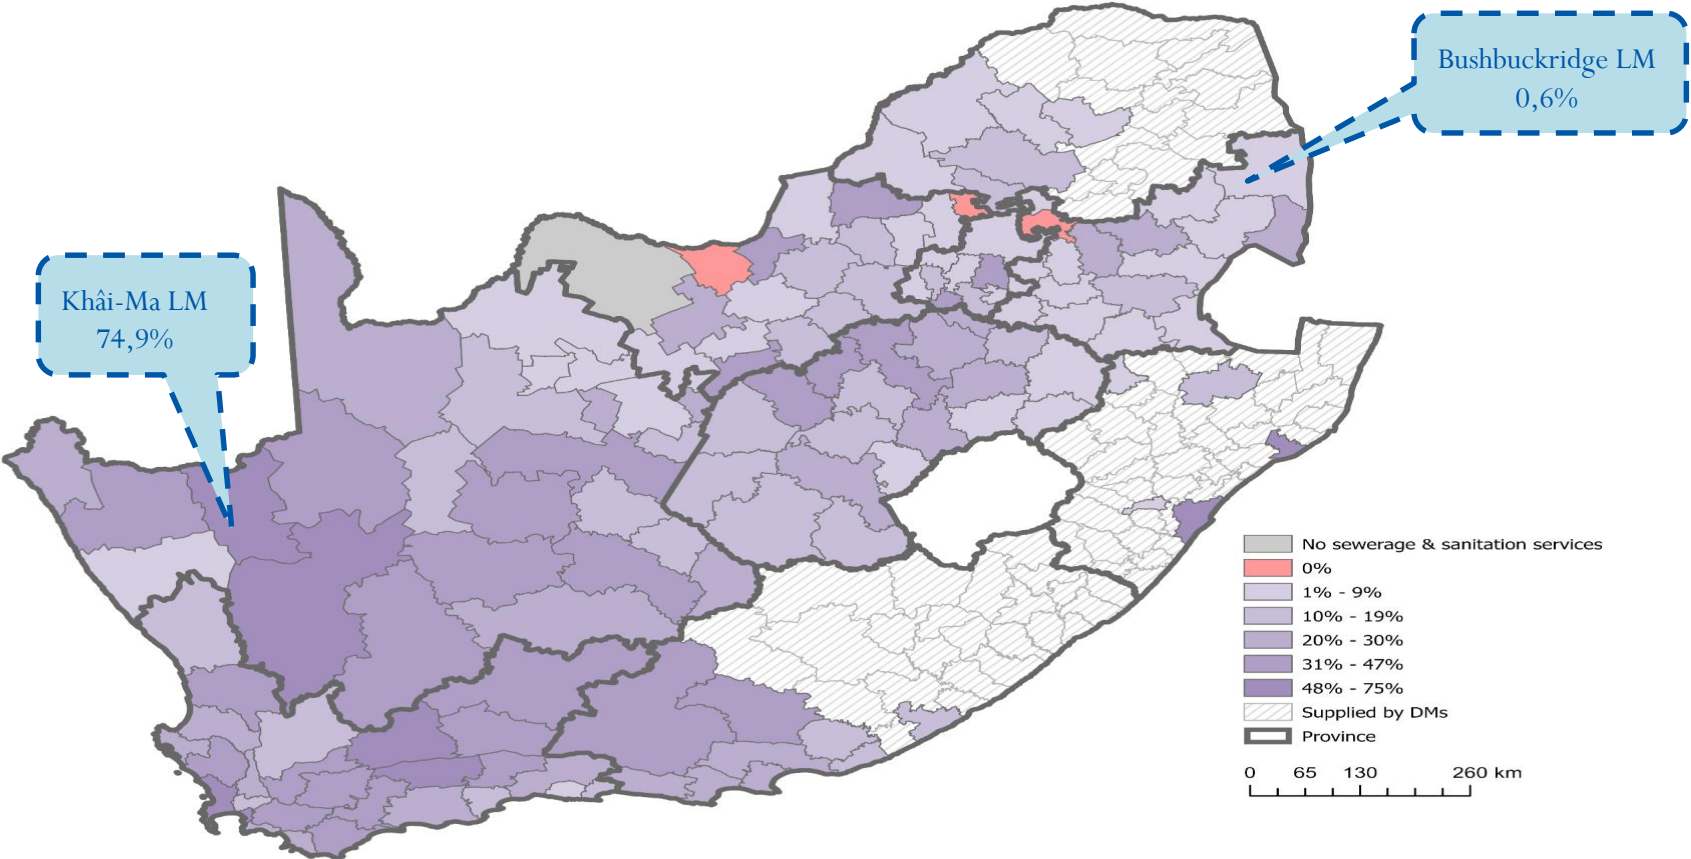 Bushbuckridge LM
0,6%
Khâi-Ma LM
74,9%
No sewerage & sanitation services
0%
1% - 9%
10% - 19%
20% - 30%
31% - 47%
48% - 75%
Supplied by DMs
Province
0 65 130 260 km